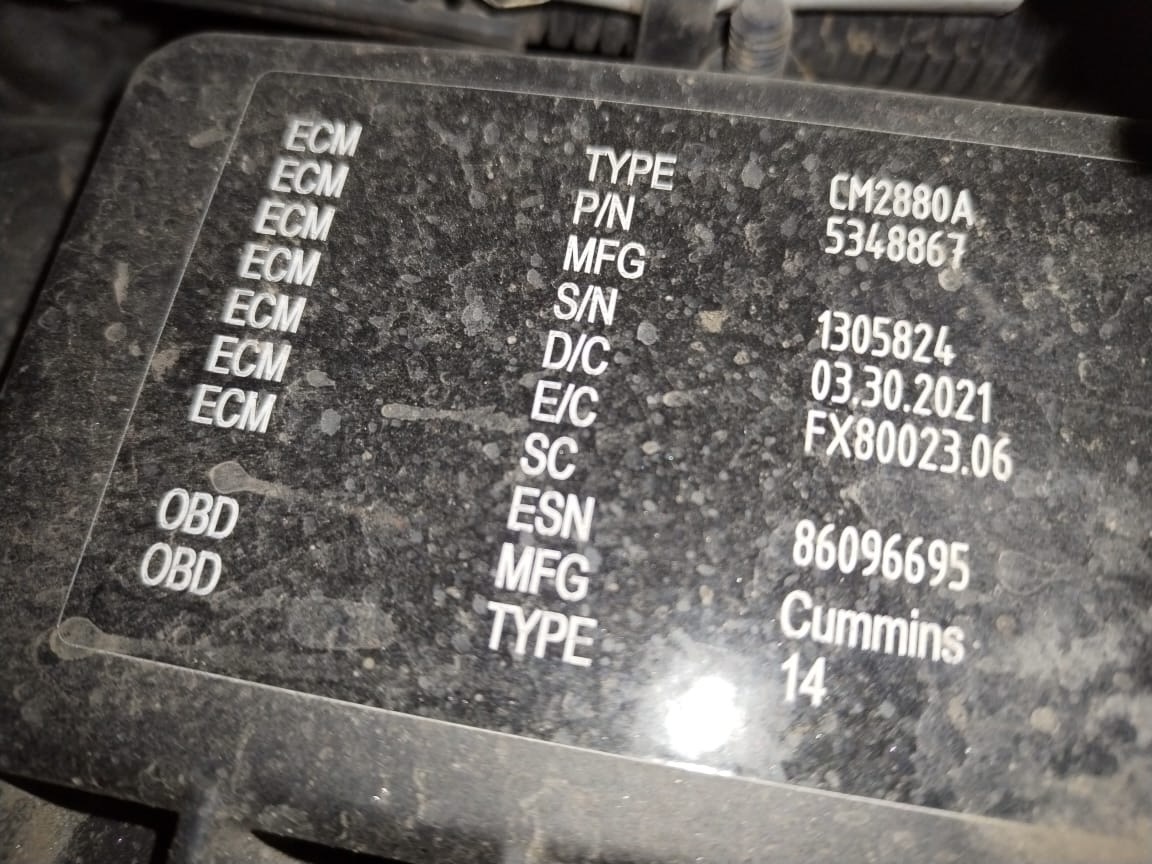 ECM TYPE CM2880A
ECM P/N 5348867
ECM MFG
ECM S/N 1305824
ECM D/C 03.30.2021
ECM E/C FX80023.06
ECM SC
ESN 86096695
OBD MFG Cummins
OBD TYPE 14